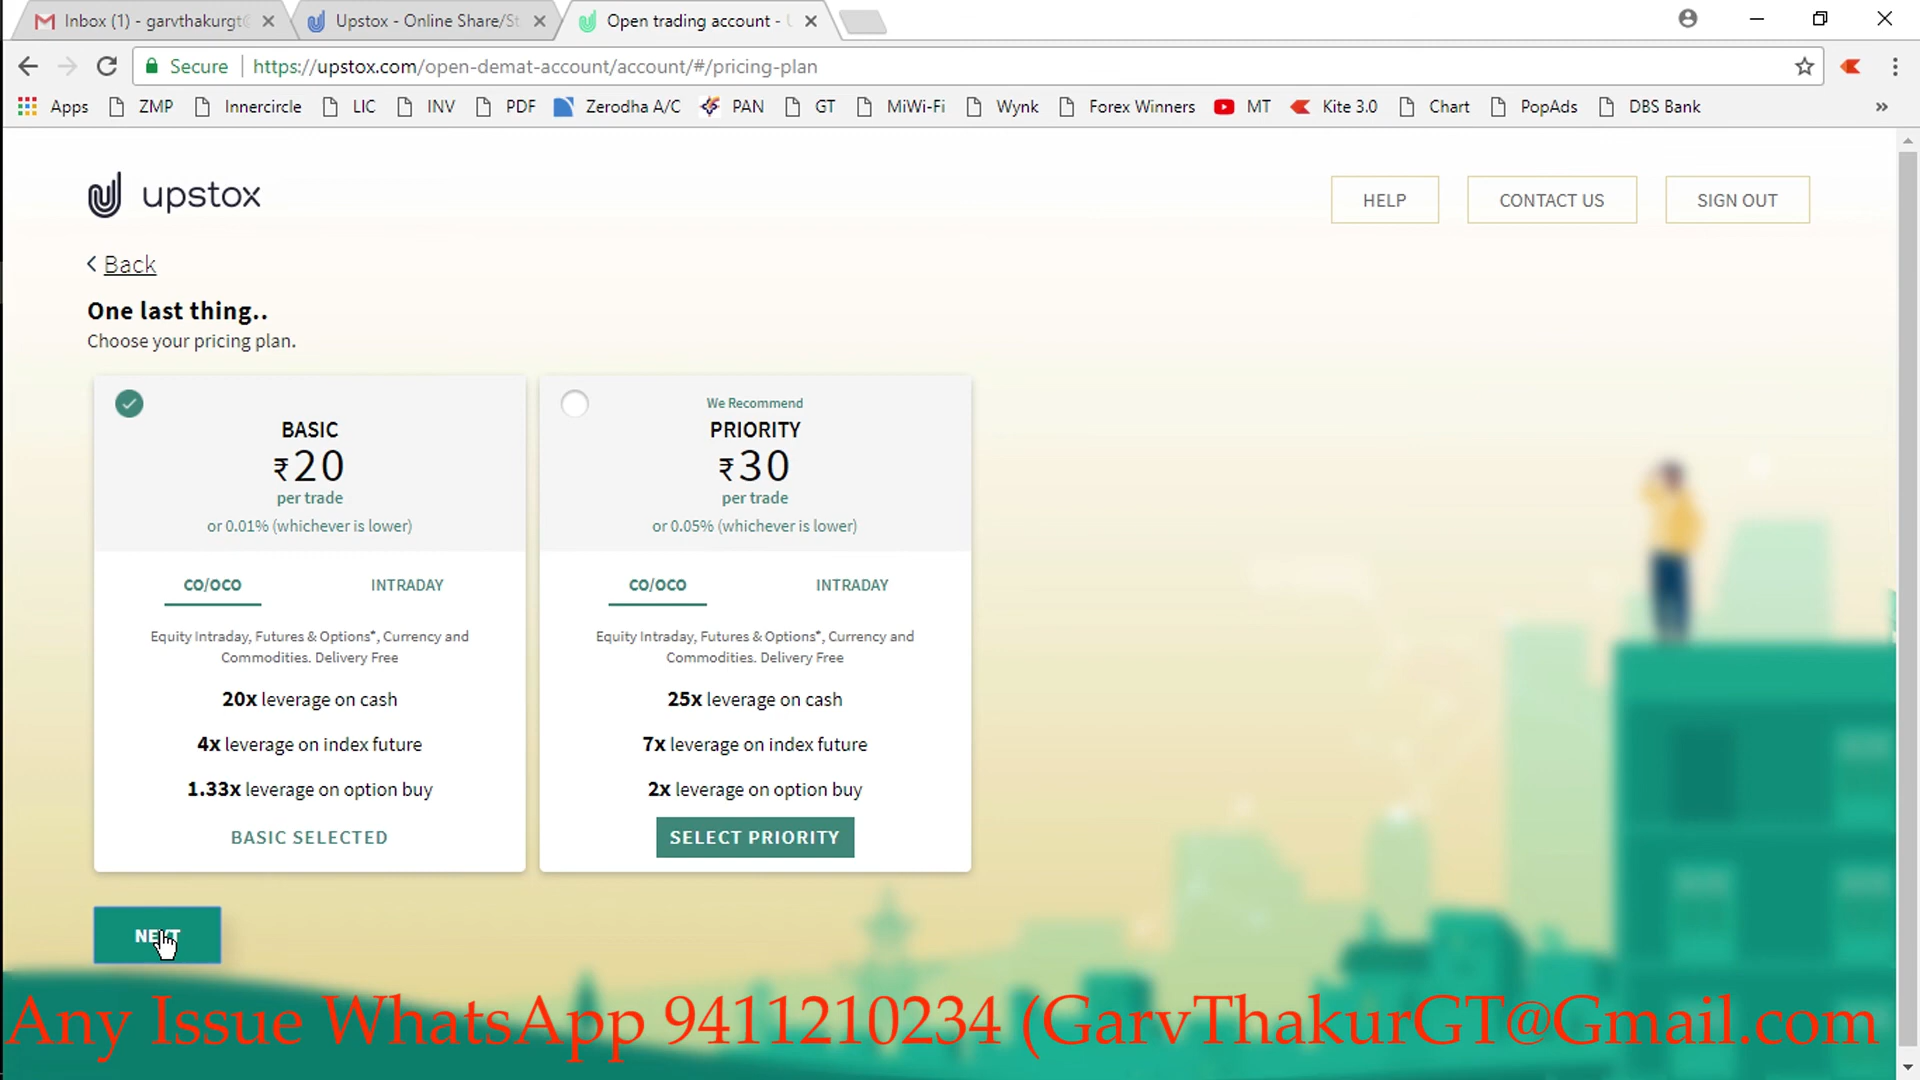 Inbox (1) - garvthakurgt@
Upstox - Online Share/St
Open trading account -
Secure
https://upstox.com/open-demat-account/account/#/pricing-plan
Apps ZMP Innercircle LIC INV PDF Zerodha A/C PAN GT MiWi-Fi Wynk Forex Winners MT Kite 3.0 Chart PopAds DBS Bank »
upstox
HELP CONTACT US SIGN OUT
Back
One last thing..
Choose your pricing plan.
BASIC
₹20
per trade
or 0.01% (whichever is lower)
CO/OCO INTRADAY
Equity Intraday, Futures & Options*, Currency and
Commodities. Delivery Free
20x leverage on cash
4x leverage on index future
1.33x leverage on option buy
BASIC SELECTED
We Recommend
PRIORITY
₹30
per trade
or 0.05% (whichever is lower)
CO/OCO INTRADAY
Equity Intraday, Futures & Options*, Currency and
Commodities. Delivery Free
25x leverage on cash
7x leverage on index future
2x leverage on option buy
SELECT PRIORITY
NEXT
Any Issue WhatsApp 9411210234 (GarvThakurGT@Gmail.com